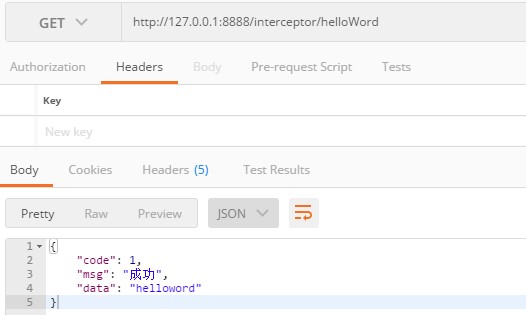 GET http://127.0.0.1:8888/interceptor/helloWord
Authorization Headers Body Pre-request Script Tests
Key
New key
Body Cookies Headers (5) Test Results
Pretty Raw Preview JSON
1 {
2 "code": 1,
3 "msg": "成功",
4 "data": "helloword"
5 }